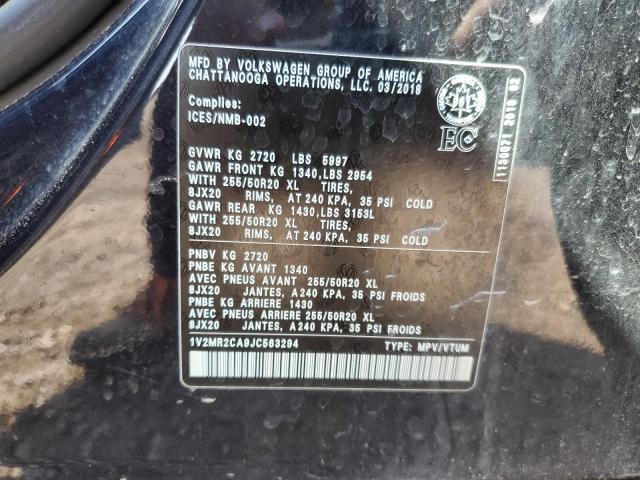 MFD BY VOLKSWAGEN GROUP OF AMERICA
CHATTANOOGA OPERATIONS, LLC. 03/2018
ICES/NMB-002
EC
GVWR KG 2720 LBS 5997
GAWR FRONT KG 1340, LBS 2954
WITH 255/50R20 XL TIRES,
8JX20 RIMS, AT 240 KPA, 35 PSI COLD
GAWR REAR KG 1430, LBS 3153L
WITH 255/50R20 XL TIRES,
8JX20 RIMS, AT 240 KPA, 35 PSI COLD
PNBV KG 2720
PNBE KG AVANT 1340
AVEC PNEUS AVANT 255/50R20 XL
8JX20 JANTES, A 240 KPA, 35 PSI FROIDS
PNBE KG ARRIERE 1430
AVEC PNEUS ARRIERE 255/50R20 XL
8JX20 JANTES, A 240 KPA, 35 PSI FROIDS
1V2MR2CA9JC563294 TYPE: MPV/VTUM